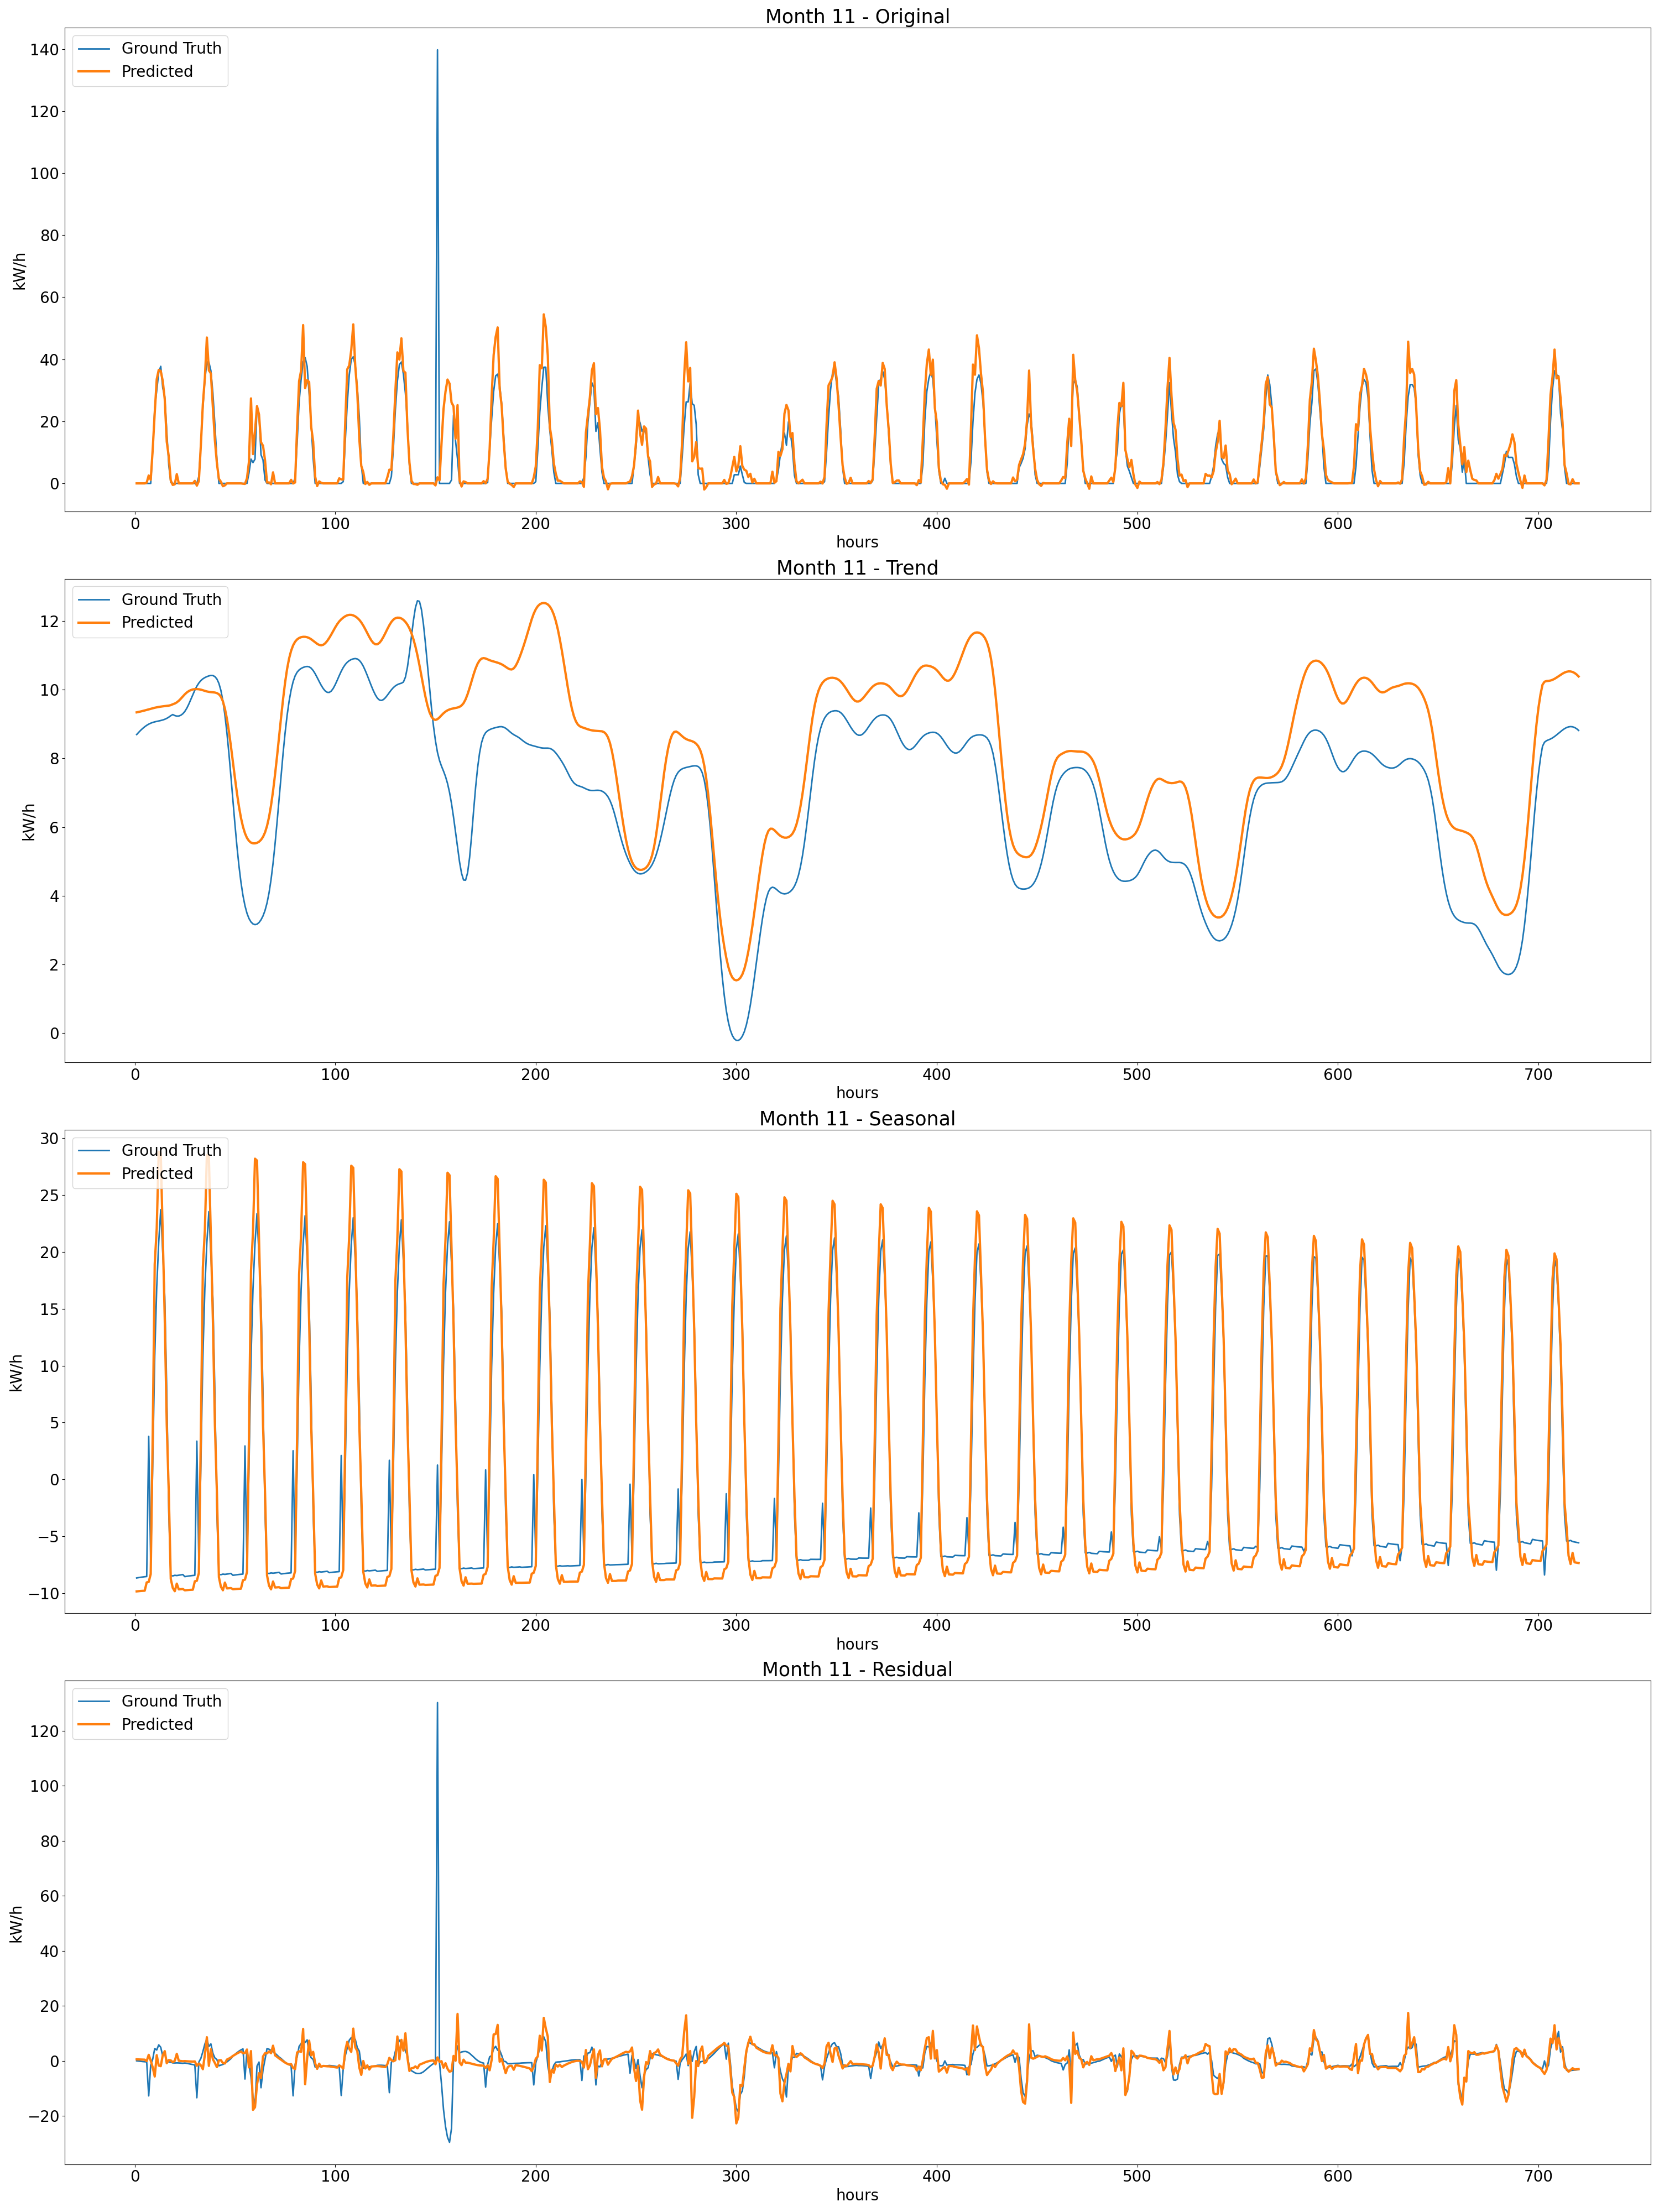 Month 11 - Original
Ground Truth
Predicted
kW/h
140
120
100
80
60
40
20
0
0 100 200 300 400 500 600 700
hours
Month 11 - Trend
Ground Truth
Predicted
kW/h
12
10
8
6
4
2
0
0 100 200 300 400 500 600 700
hours
Month 11 - Seasonal
Ground Truth
Predicted
kW/h
30
25
20
15
10
5
0
−5
−10
0 100 200 300 400 500 600 700
hours
Month 11 - Residual
Ground Truth
Predicted
kW/h
120
100
80
60
40
20
0
−20
0 100 200 300 400 500 600 700
hours